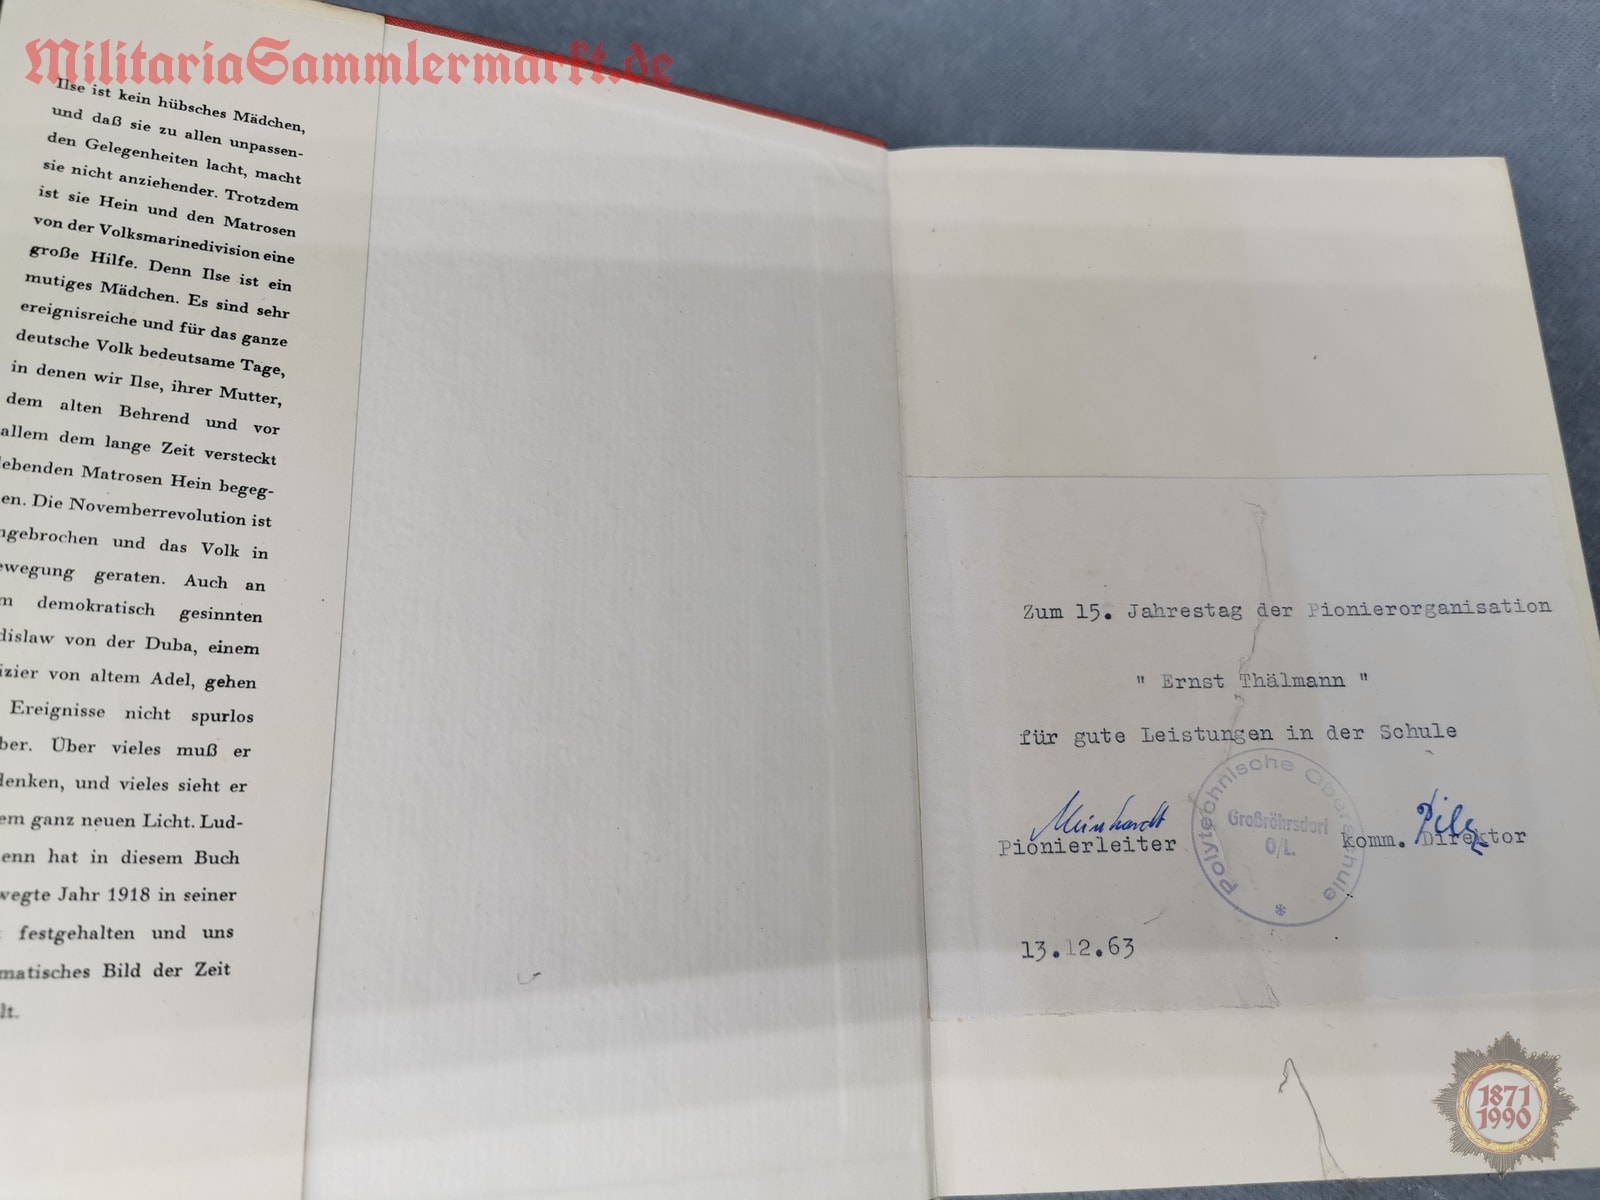 MilitariaSammlermarkt.de
Ilse ist kein hübsches Mädchen,
und daß sie zu allen unpassen-
den Gelegenheiten lacht, macht
sie nicht anziehender. Trotzdem
ist sie Hein und den Matrosen
von der Volksmarinedivision eine
große Hilfe. Denn Ilse ist ein
mutiges Mädchen. Es sind sehr
ereignisreiche und für das ganze
deutsche Volk bedeutsame Tage,
in denen wir Ilse, ihrer Mutter,
dem alten Behrend und vor
allem dem lange Zeit versteckt
lebenden Matrosen Hein begeg-
en. Die Novemberrevolution ist
ngebrochen und das Volk in
ewegung geraten. Auch an
m demokratisch gesinnten
dislaw von der Duba, einem
izier von altem Adel, gehen
Ereignisse nicht spurlos
ber. Über vieles muß er
denken, und vieles sieht er
em ganz neuen Licht. Lud-
enn hat in diesem Buch
wegte Jahr 1918 in seiner
festgehalten und uns
matisches Bild der Zeit
lt.
Zum 15. Jahrestag der Pionierorganisation
" Ernst Thälmann "
für gute Leistungen in der Schule
Meinhardt
Pilz
Pionierleiter
komm. Direktor
Polytechnische Oberschule
Großröhrsdorf
O/L.
*
13.12.63
1871
1990